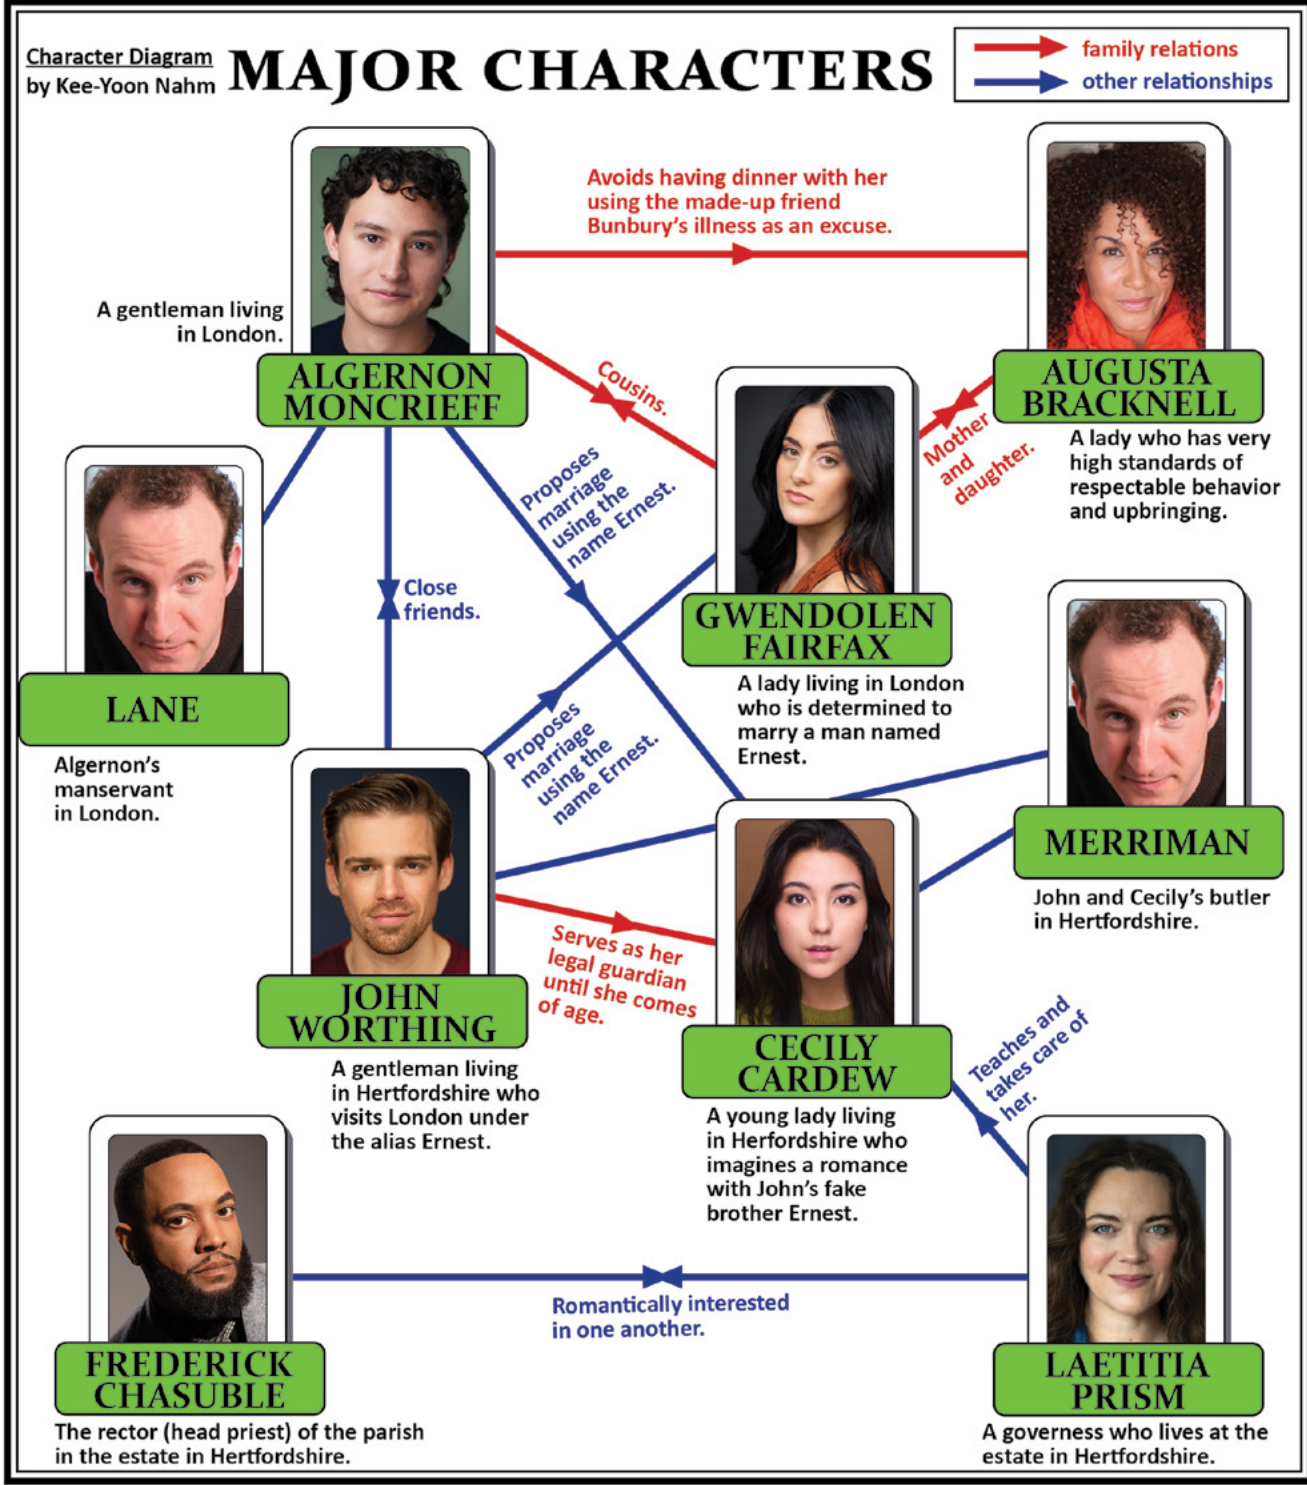 Character Diagram
by Kee-Yoon Nahm
MAJOR CHARACTERS
family relations
other relationships
Avoids having dinner with her
using the made-up friend
Bunbury's illness as an excuse.
A gentleman living
in London.
ALGERNON
MONCRIEFF
Cousins.
AUGUSTA
BRACKNELL
A lady who has very
high standards of
respectable behavior
and upbringing.
Mother
and
daughter.
Proposes
marriage
using the
name Ernest.
Close
friends.
GWENDOLEN
FAIRFAX
A lady living in London
who is determined to
marry a man named
Ernest.
LANE
Algernon's
manservant
in London.
Proposes
marriage
using the
name Ernest.
MERRIMAN
John and Cecily's butler
in Hertfordshire.
Serves as her
legal guardian
until she comes
of age.
JOHN
WORTHING
A gentleman living
in Hertfordshire who
visits London under
the alias Ernest.
CECILY
CARDEW
A young lady living
in Herfordshire who
imagines a romance
with John's fake
brother Ernest.
Teaches and
takes care of
her.
Romantically interested
in one another.
FREDERICK
CHASUBLE
The rector (head priest) of the parish
in the estate in Hertfordshire.
LAETITIA
PRISM
A governess who lives at the
estate in Hertfordshire.